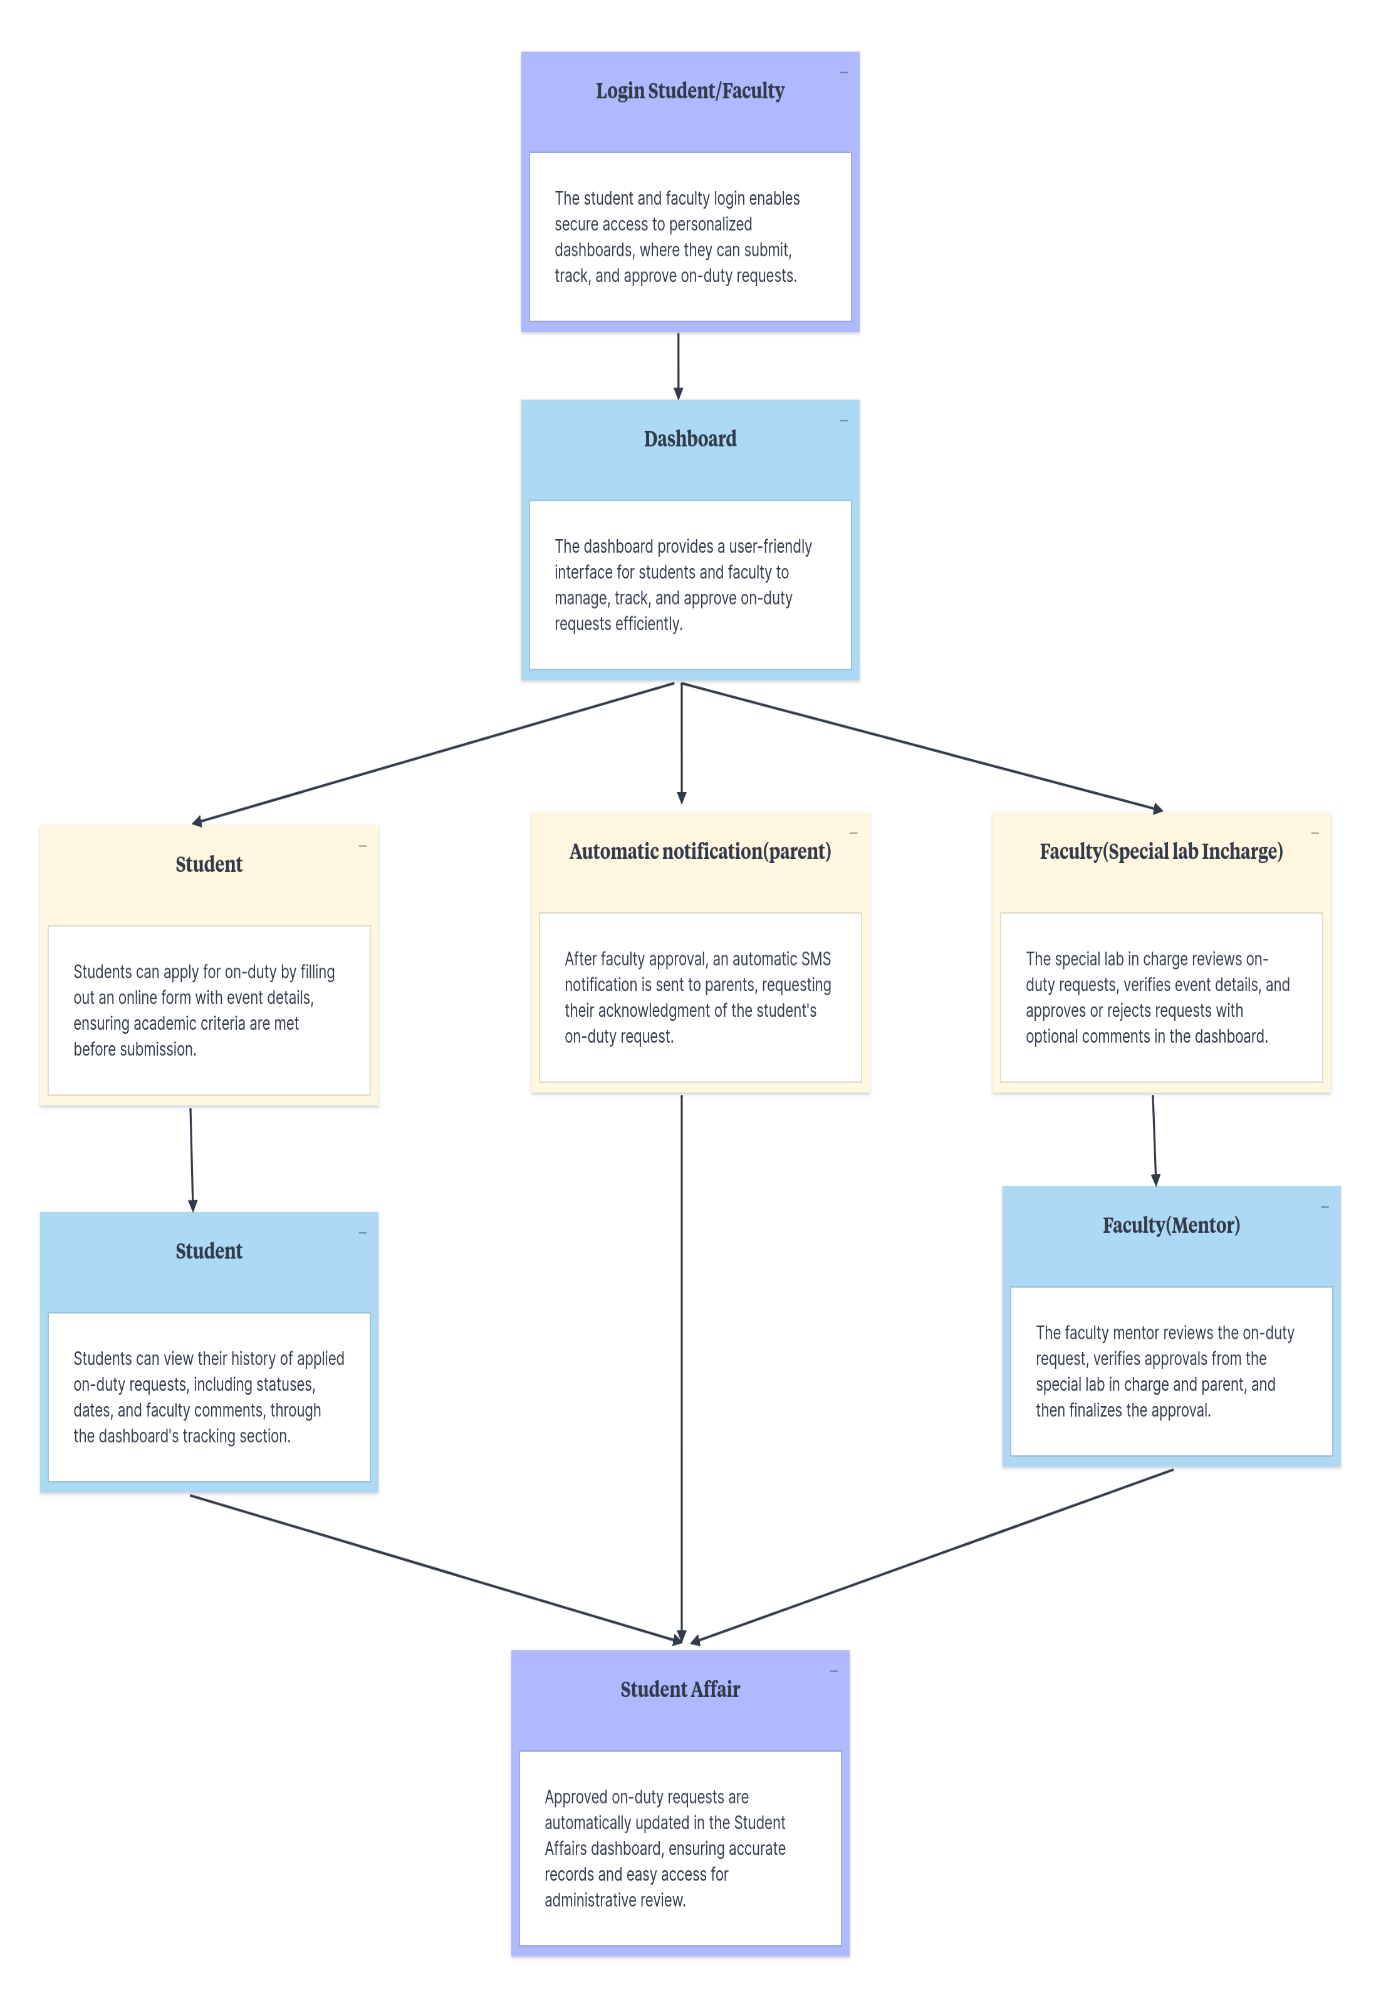 Login Student/Faculty
The student and faculty login enables
secure access to personalized
dashboards, where they can submit,
track, and approve on-duty requests.
Dashboard
The dashboard provides a user-friendly
interface for students and faculty to
manage, track, and approve on-duty
requests efficiently.
Student
Students can apply for on-duty by filling
out an online form with event details,
ensuring academic criteria are met
before submission.
Automatic notification(parent)
After faculty approval, an automatic SMS
notification is sent to parents, requesting
their acknowledgment of the student's
on-duty request.
Faculty(Special lab Incharge)
The special lab in charge reviews on-
duty requests, verifies event details, and
approves or rejects requests with
optional comments in the dashboard.
Student
Students can view their history of applied
on-duty requests, including statuses,
dates, and faculty comments, through
the dashboard's tracking section.
Faculty(Mentor)
The faculty mentor reviews the on-duty
request, verifies approvals from the
special lab in charge and parent, and
then finalizes the approval.
Student Affair
Approved on-duty requests are
automatically updated in the Student
Affairs dashboard, ensuring accurate
records and easy access for
administrative review.